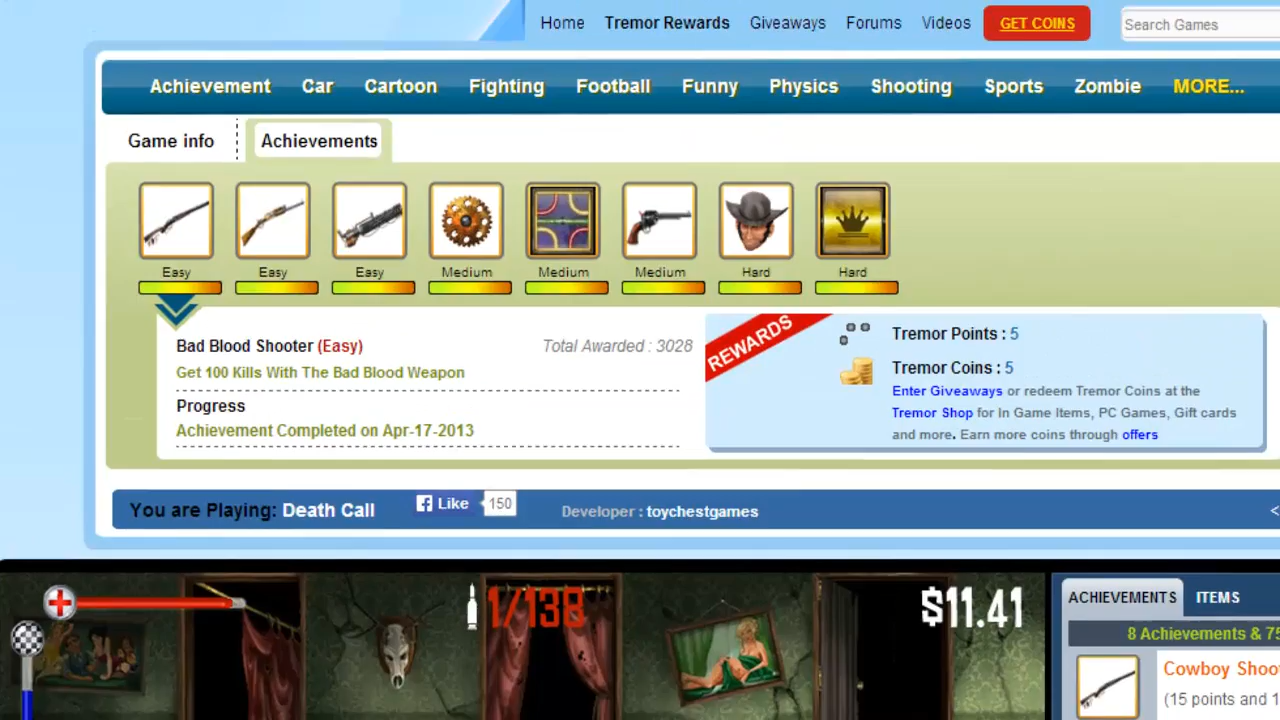 Home Tremor Rewards Giveaways Forums Videos GET COINS Search Games
Achievement Car Cartoon Fighting Football Funny Physics Shooting Sports Zombie MORE...
Game info Achievements
Easy Easy Easy Medium Medium Medium Hard Hard
Bad Blood Shooter (Easy) Total Awarded : 3028
Get 100 Kills With The Bad Blood Weapon
Progress
Achievement Completed on Apr-17-2013
REWARDS
Tremor Points : 5
Tremor Coins : 5
Enter Giveaways or redeem Tremor Coins at the
Tremor Shop for In Game Items, PC Games, Gift cards
and more. Earn more coins through offers
You are Playing: Death Call Like 150 Developer : toychestgames <
1/138 $11.41
ACHIEVEMENTS ITEMS
8 Achievements & 75
Cowboy Shoo
(15 points and 1